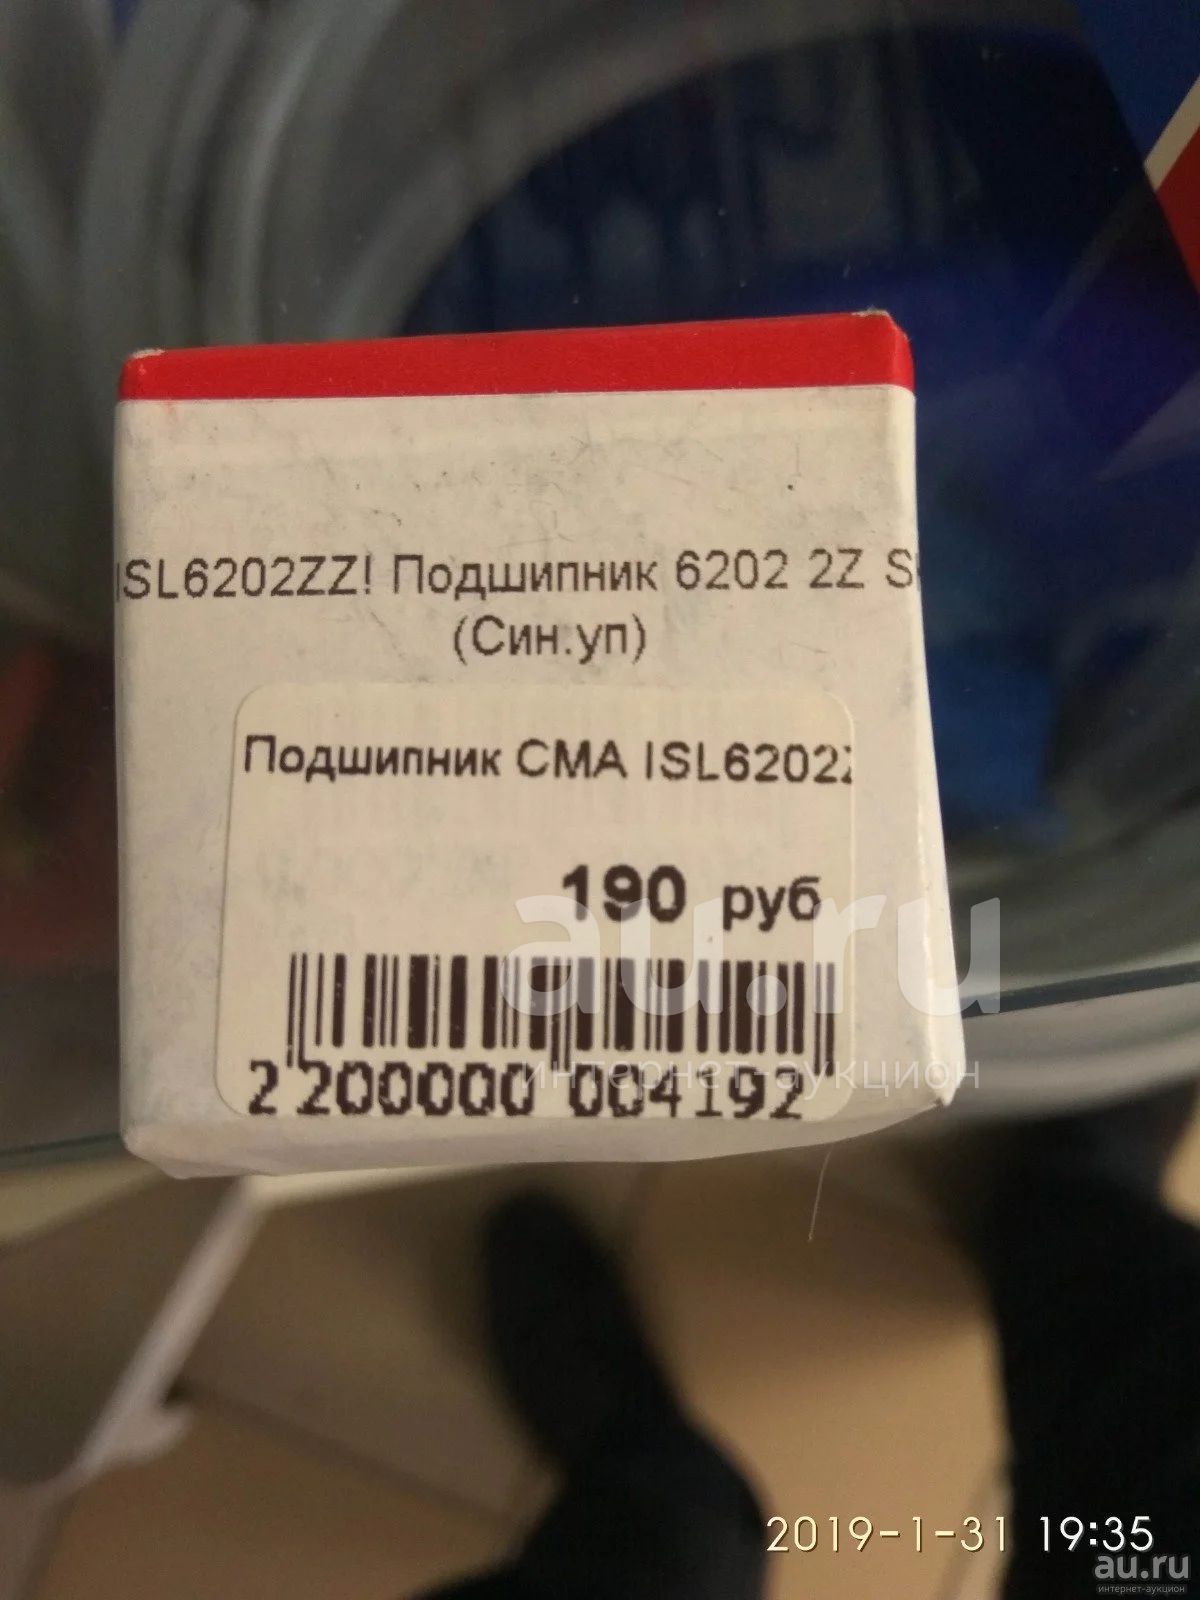 ISL6202ZZ! Подшипник 6202 2Z S
(Син.уп)
Подшипник СМА ISL6202Z
190 руб
2 200000 004192
au.ru
интернет-аукцион
2019-1-31 19:35
au.ru
интернет-аукцион